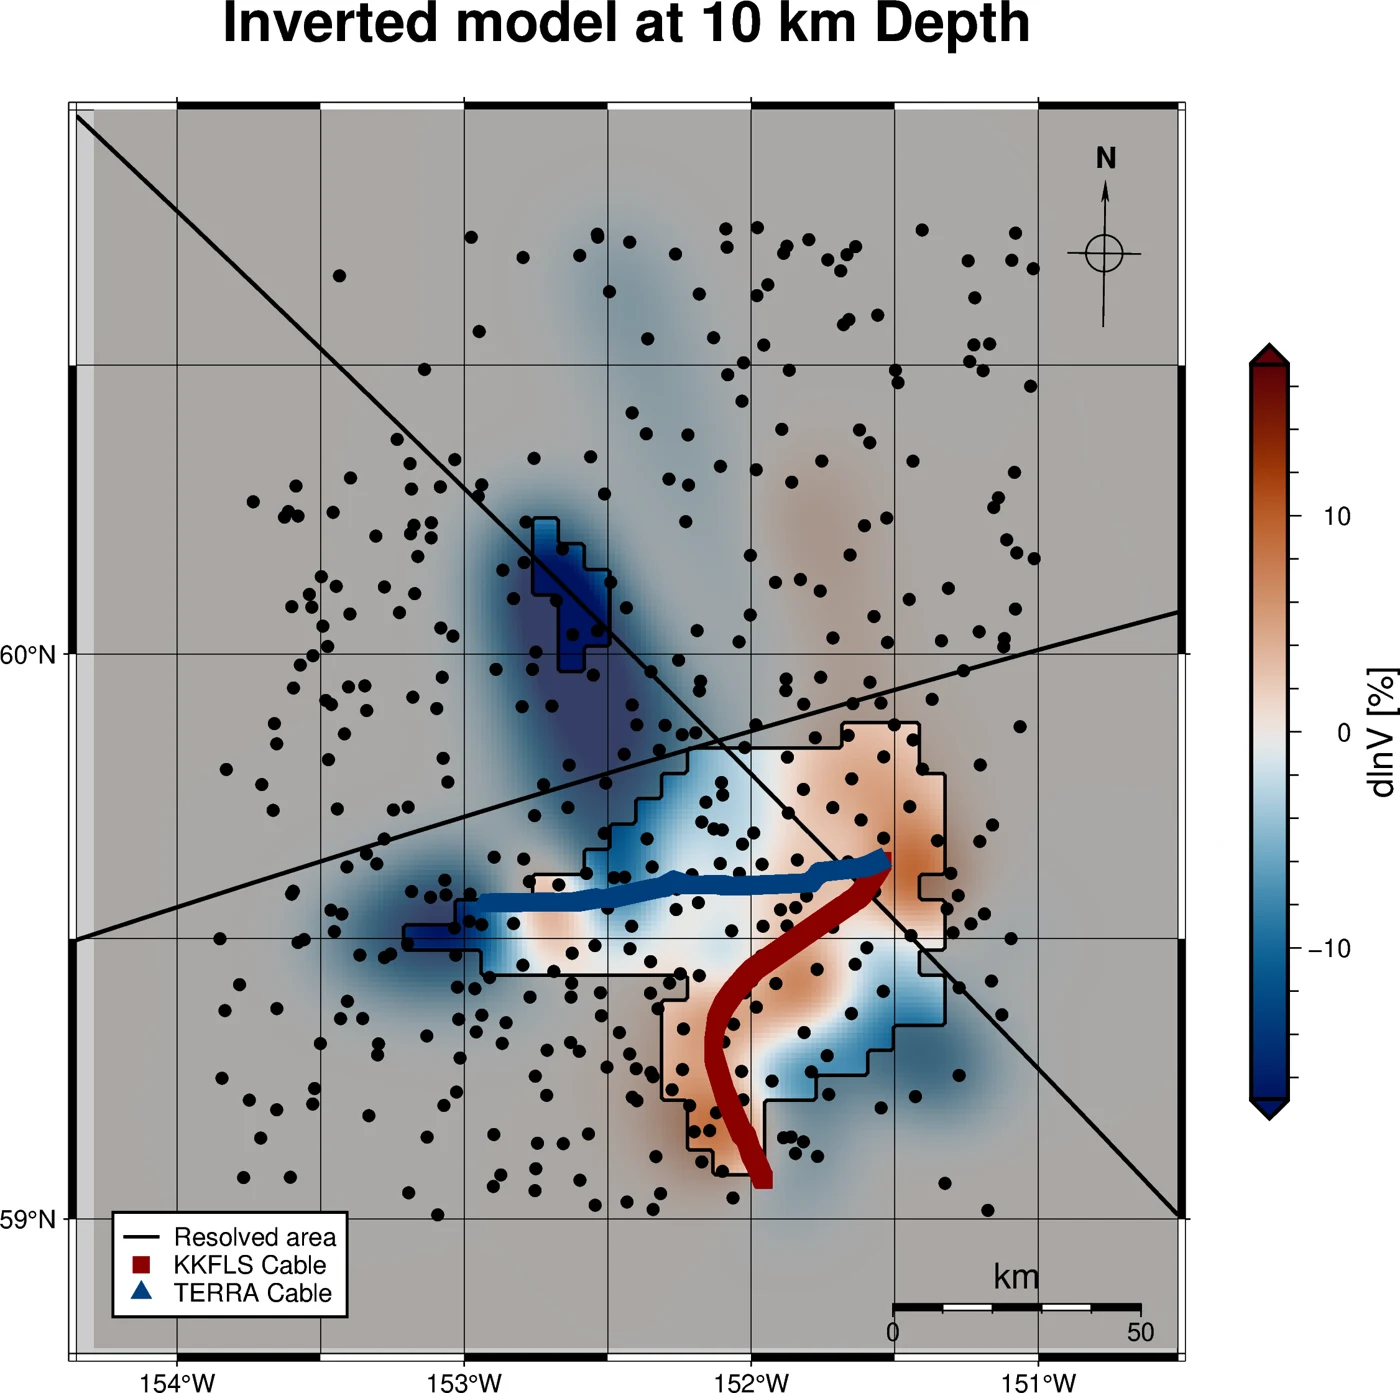 Inverted model at 10 km Depth
N
10
0
−10
dlnV [%]
60°N
59°N
Resolved area
KKFLS Cable
TERRA Cable
km
0
50
154°W
153°W
152°W
151°W